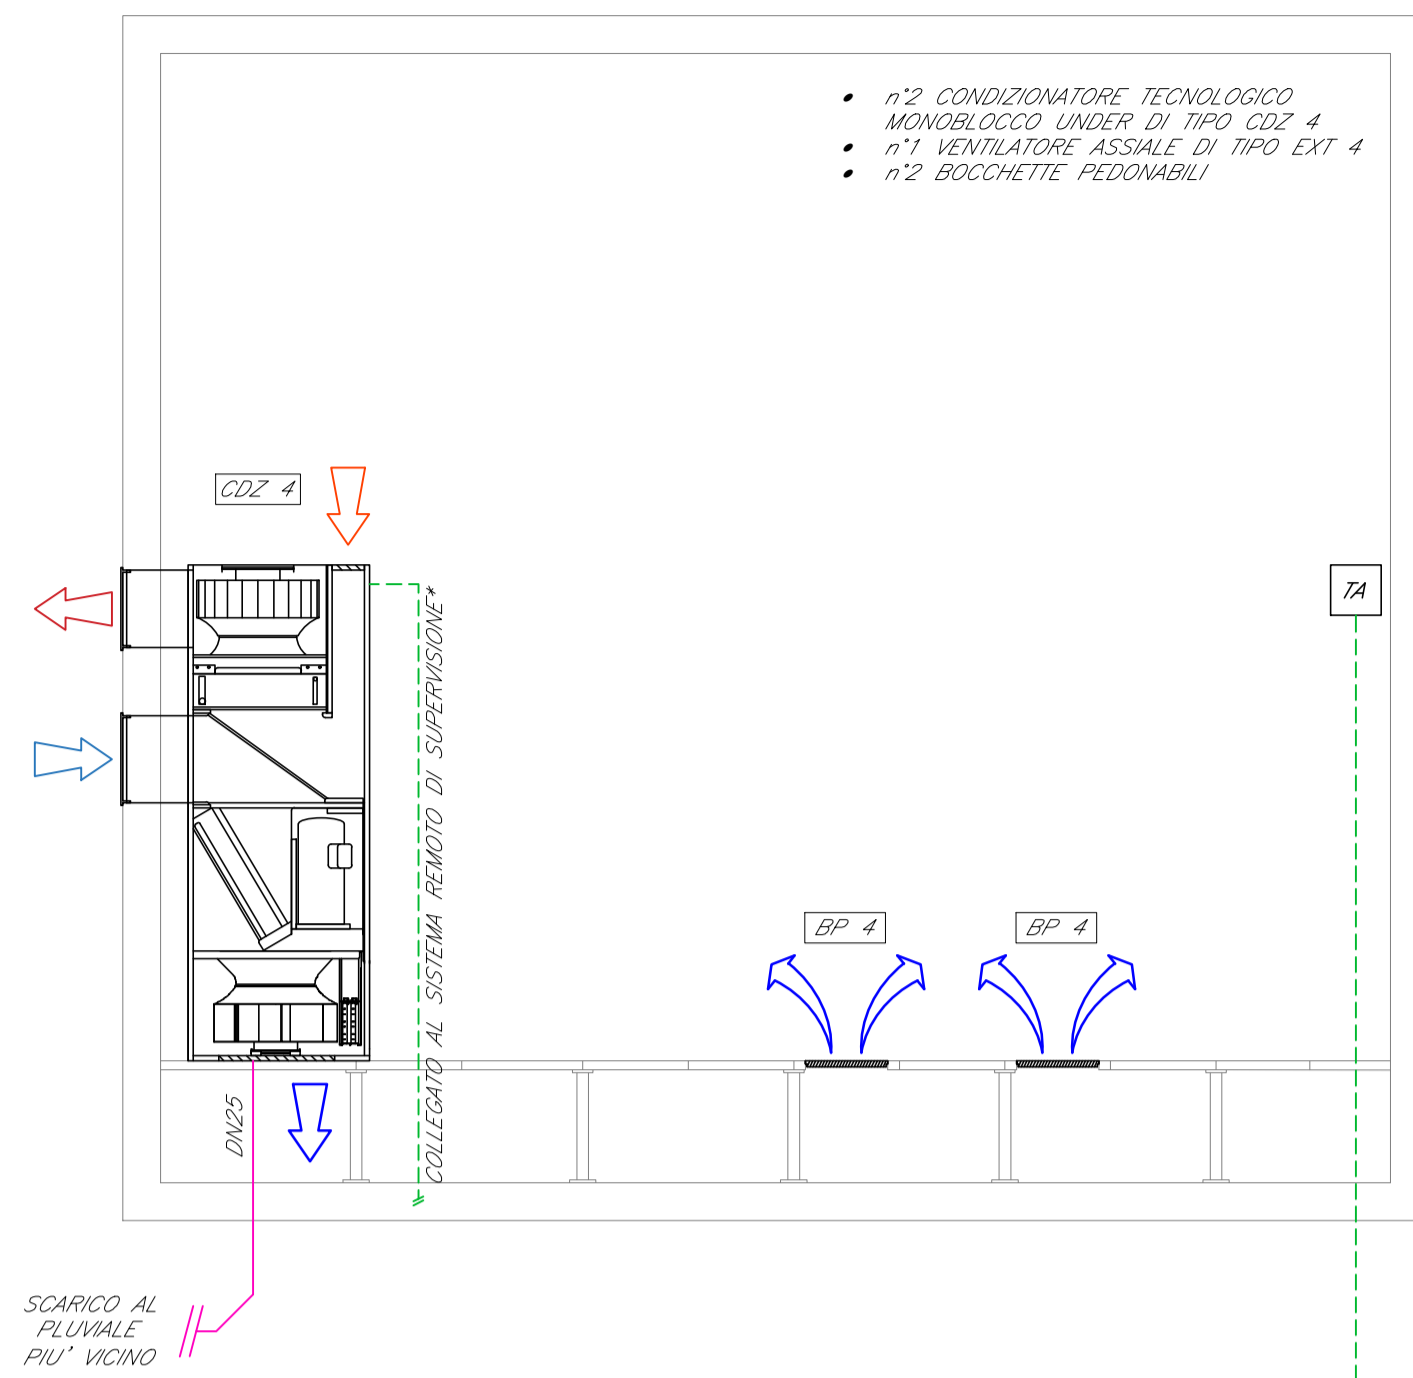 • n°2 CONDIZIONATORE TECNOLOGICO
MONOBLOCCO UNDER DI TIPO CDZ 4
• n°1 VENTILATORE ASSIALE DI TIPO EXT 4
• n°2 BOCCHETTE PEDONABILI
CDZ 4
TA
COLLEGATO AL SISTEMA REMOTO DI SUPERVISIONE*
BP 4
BP 4
DN25
SCARICO AL
PLUVIALE
PIU' VICINO